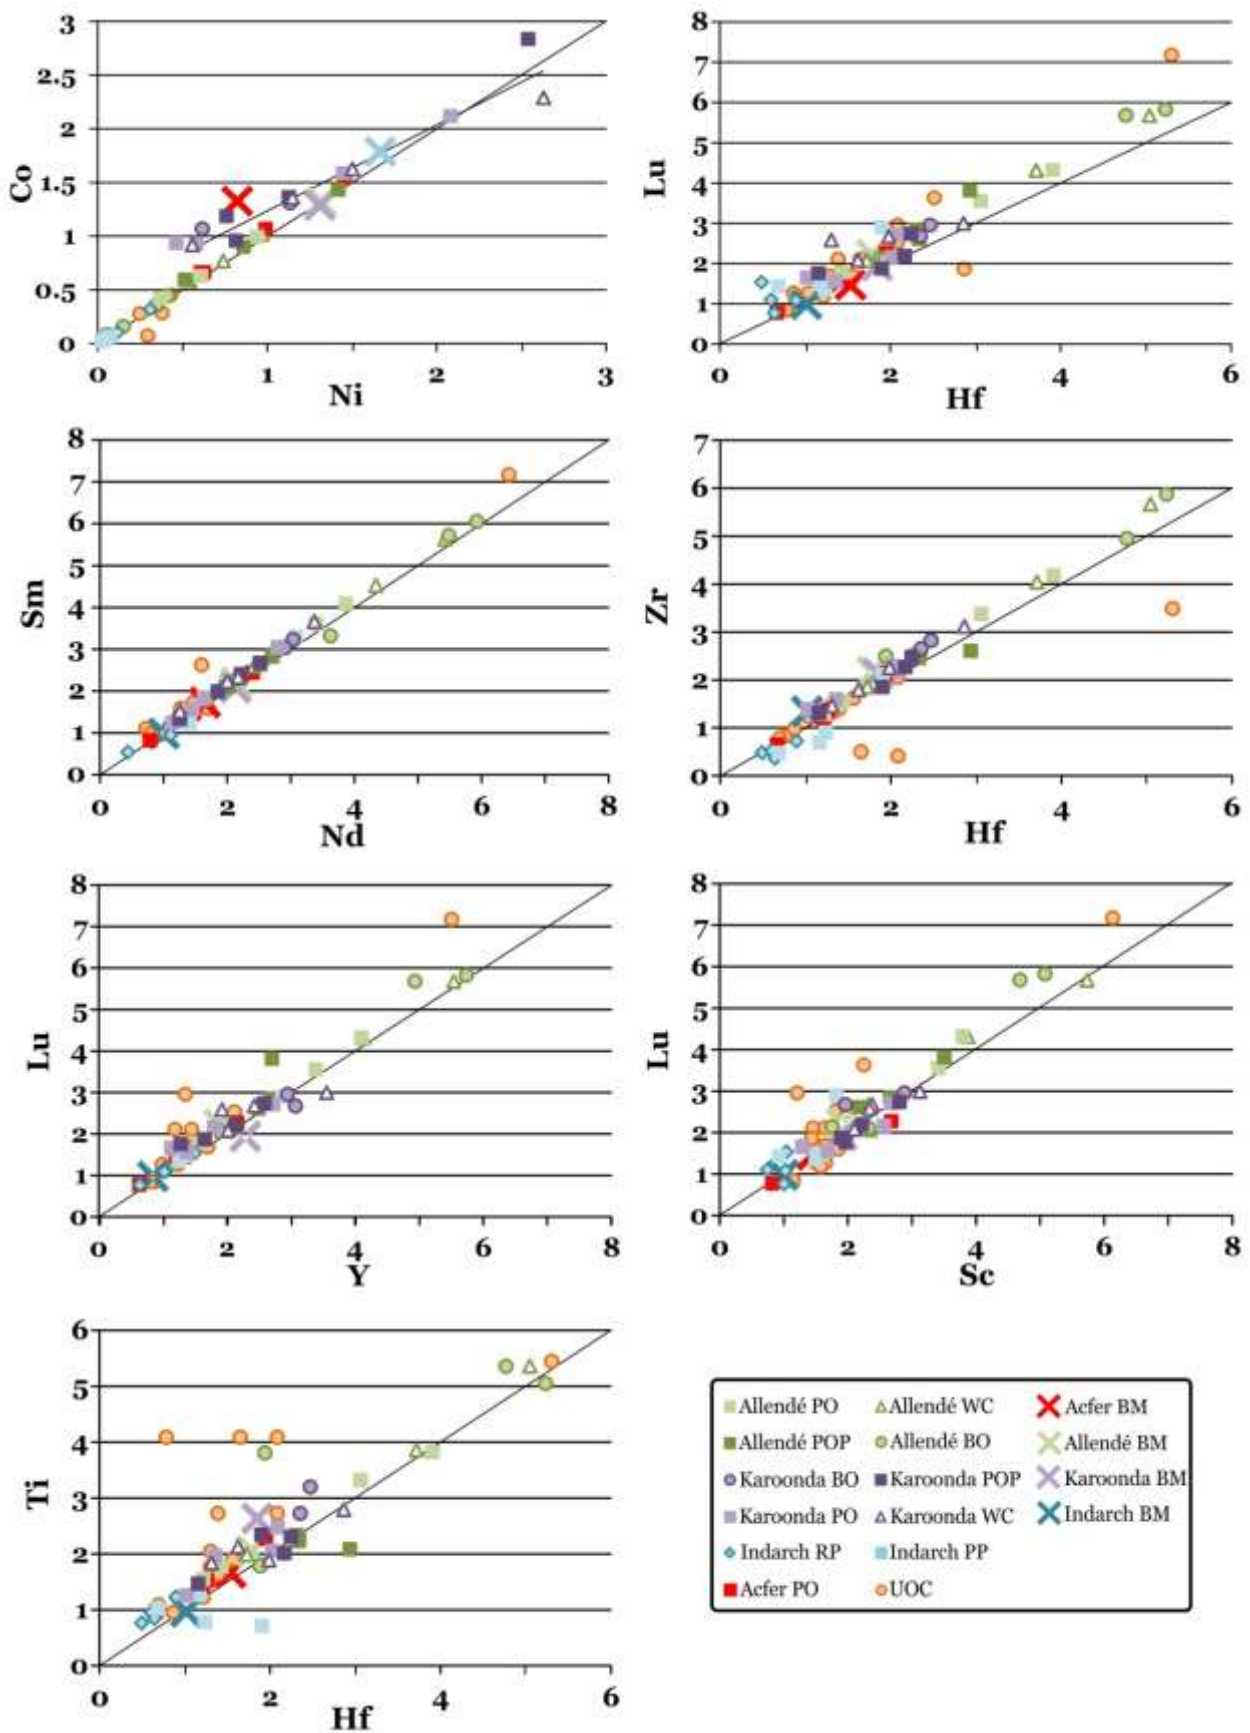 3
2.5
2
1.5
1
0.5
0
Co
0 1 2 3
Ni
8
7
6
5
4
3
2
1
0
Lu
0 2 4 6
Hf
8
7
6
5
4
3
2
1
0
Sm
0 2 4 6 8
Nd
7
6
5
4
3
2
1
0
Zr
0 2 4 6
Hf
8
7
6
5
4
3
2
1
0
Lu
0 2 4 6 8
Y
8
7
6
5
4
3
2
1
0
Lu
0 2 4 6 8
Sc
6
5
4
3
2
1
0
Ti
0 2 4 6
Hf
Allendé PO Allendé WC Acfer BM
Allendé POP Allendé BO Allendé BM
Karoonda BO Karoonda POP Karoonda BM
Karoonda PO Karoonda WC Indarch BM
Indarch RP Indarch PP
Acfer PO UOC